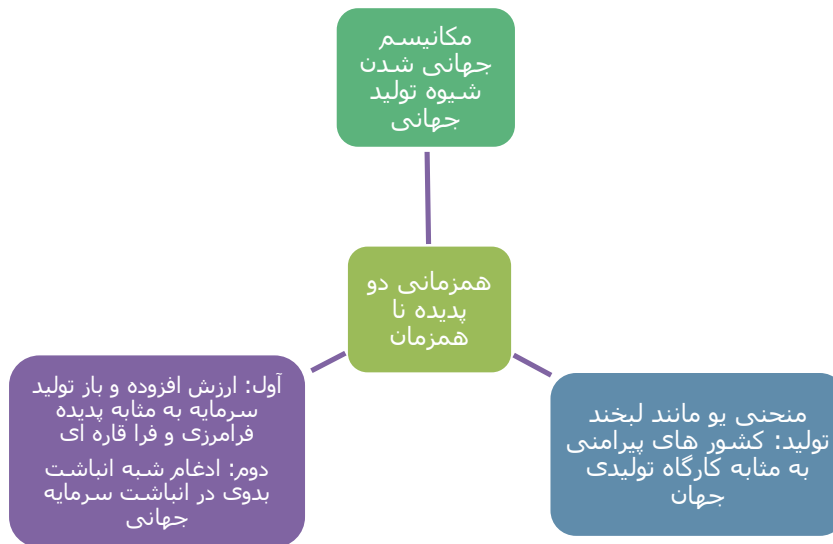 مکانیسم
جهانی شدن
شیوه تولید
جهانی
همزمانی دو
پدیده نا
همزمان
آول: ارزش افزوده و باز تولید
سرمایه به مثابه پدیده
فرامرزی و فرا قاره ای
دوم: ادغام شبه انباشت
بدوی در انباشت سرمایه
جهانی
منحنی یو مانند لبخند
تولید: کشور های پیرامنی
به مثابه کارگاه تولیدی
جهان